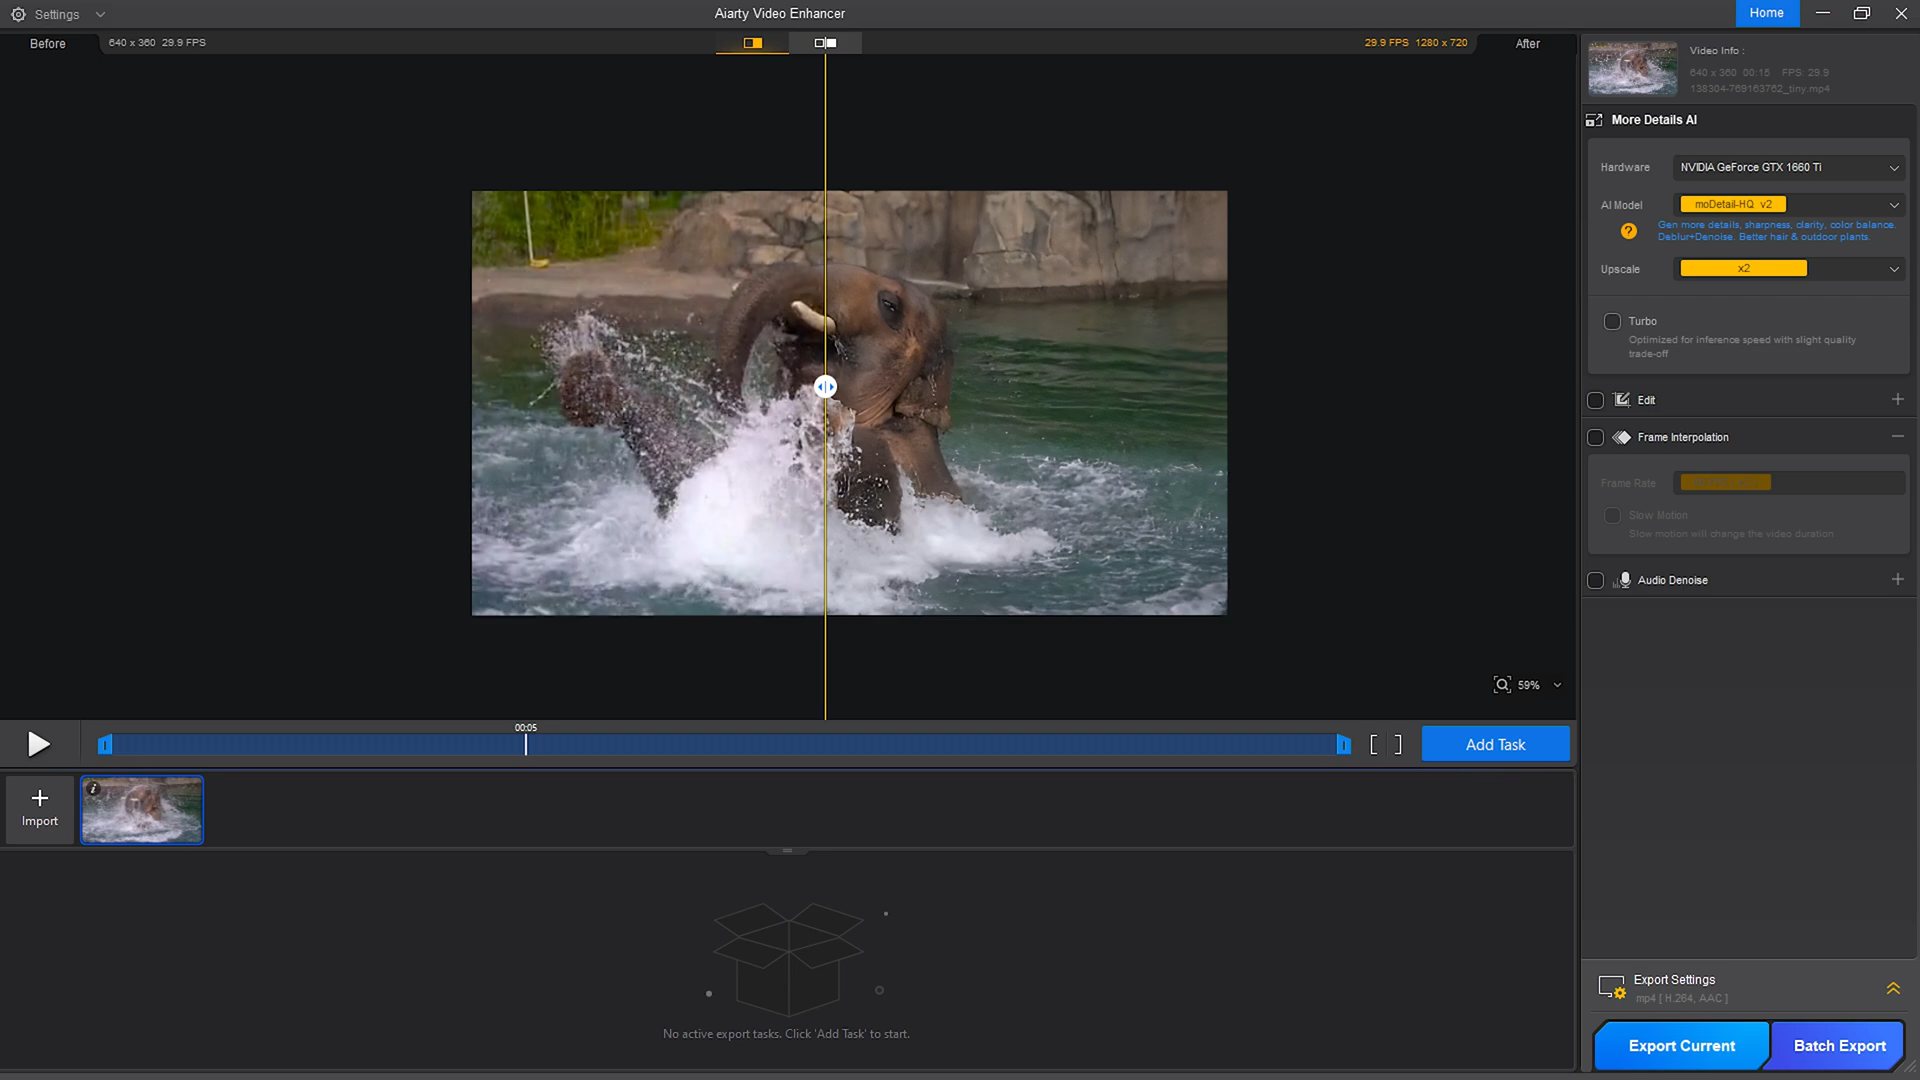 Settings
Aiarty Video Enhancer
Home
Before
640 x 360 29.9 FPS
29.9 FPS 1280 x 720
After
Video Info :
640 x 360 00:15 FPS: 29.9
138304-769163762_tiny.mp4
More Details AI
Hardware
NVIDIA GeForce GTX 1660 Ti
AI Model
moDetail-HQ v2
?
Gen more details, sharpness, clarity, color balance.
Deblur+Denoise. Better hair & outdoor plants.
Upscale
x2
Turbo
Optimized for inference speed with slight quality
trade-off
Edit
Frame Interpolation
Frame Rate
Slow Motion
Slow motion will change the video duration
Audio Denoise
59%
00:05
[ ]
Add Task
Import
i
No active export tasks. Click 'Add Task' to start.
Export Settings
mp4 [ H.264, AAC ]
Export Current
Batch Export